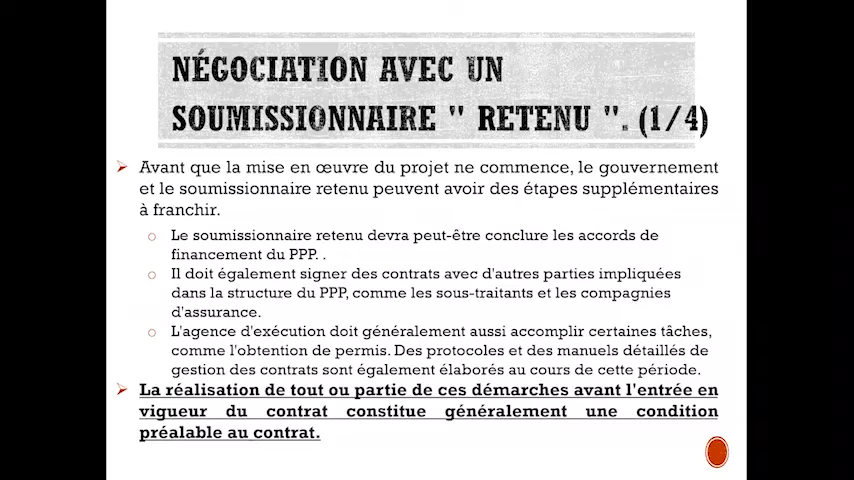 NÉGOCIATION AVEC UN
SOUMISSIONNAIRE " RETENU ". (1/4)
Avant que la mise en œuvre du projet ne commence, le gouvernement
et le soumissionnaire retenu peuvent avoir des étapes supplémentaires
à franchir.
Le soumissionnaire retenu devra peut-être conclure les accords de
financement du PPP. .
Il doit également signer des contrats avec d'autres parties impliquées
dans la structure du PPP, comme les sous-traitants et les compagnies
d'assurance.
L'agence d'exécution doit généralement aussi accomplir certaines tâches,
comme l'obtention de permis. Des protocoles et des manuels détaillés de
gestion des contrats sont également élaborés au cours de cette période.
La réalisation de tout ou partie de ces démarches avant l'entrée en
vigueur du contrat constitue généralement une condition
préalable au contrat.